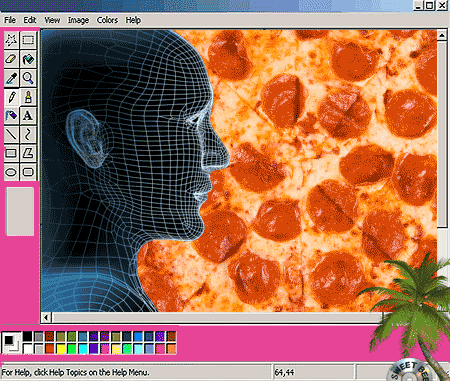 File Edit View Image Colors Help
A
For Help, click Help Topics on the Help Menu.
64,44
SWEET